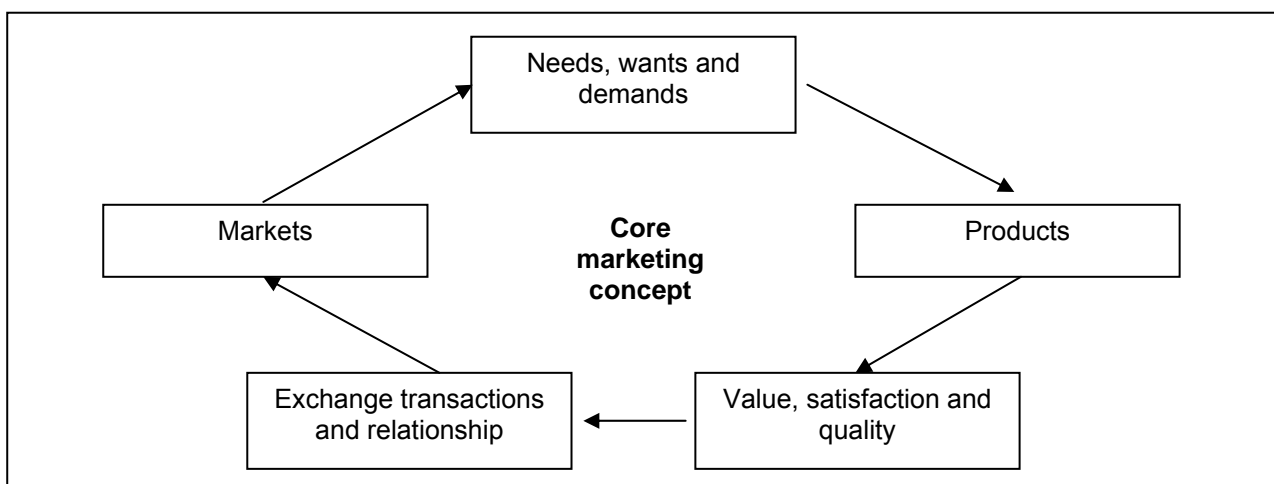 Needs, wants and
demands
Markets
Core
marketing
concept
Products
Exchange transactions
and relationship
Value, satisfaction and
quality